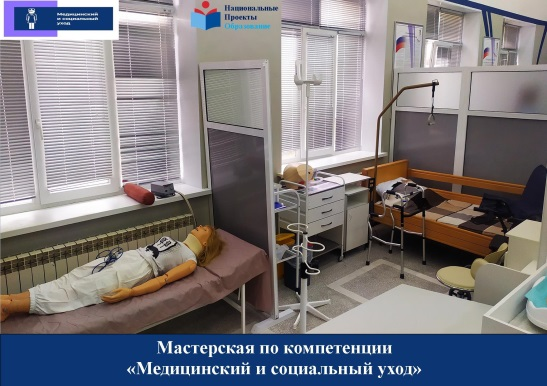 Медицинский
и социальный
уход
Национальные
Проекты
Образование
Мастерская по компетенции
«Медицинский и социальный уход»